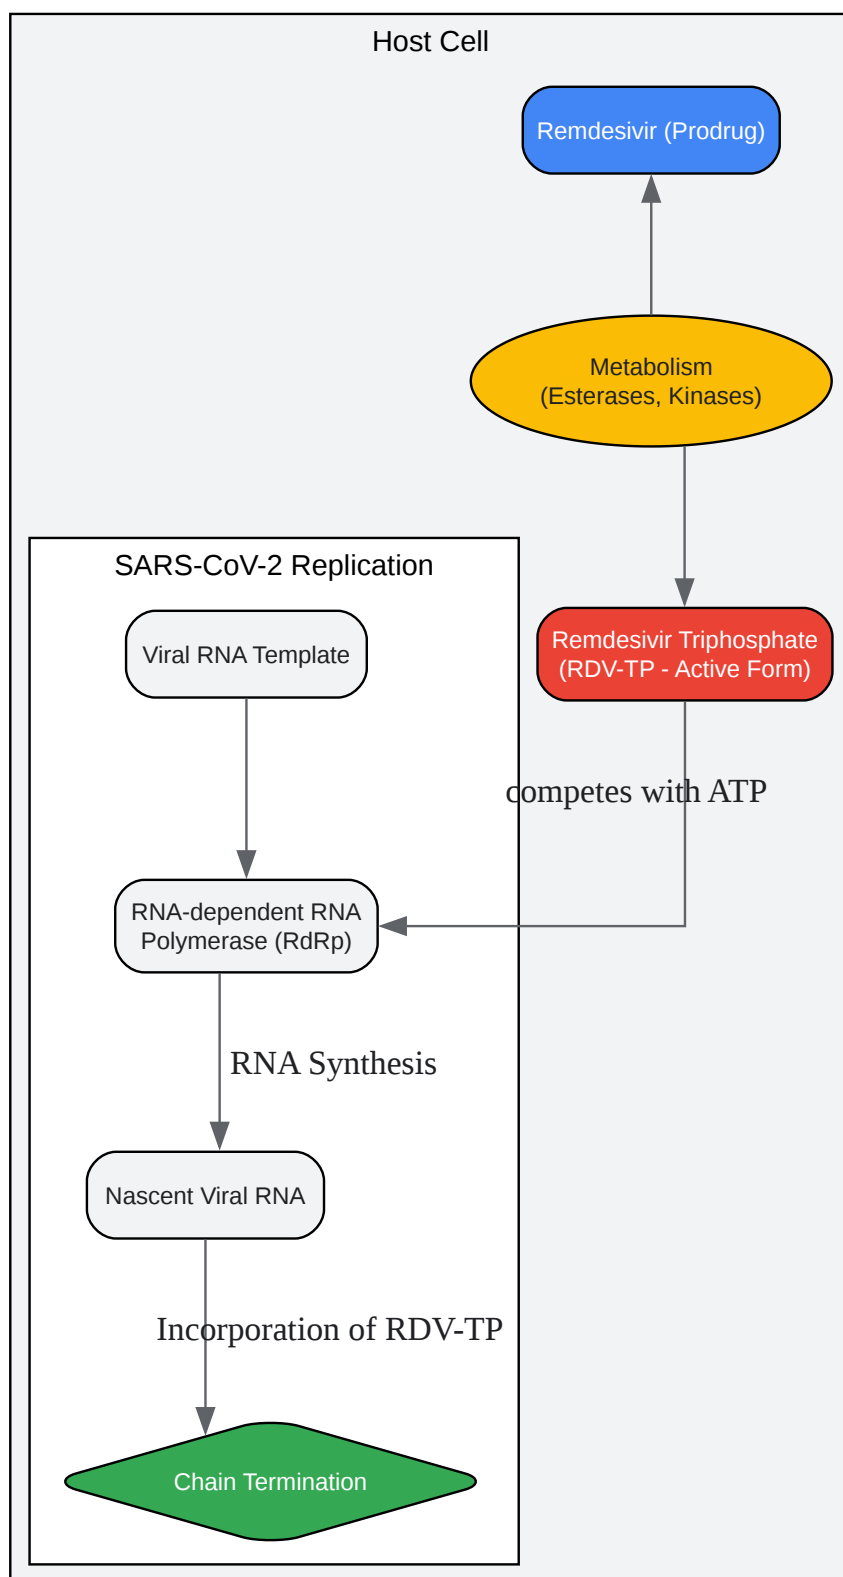 Host Cell
Remdesivir (Prodrug)
Metabolism
(Esterases, Kinases)
SARS-CoV-2 Replication
Viral RNA Template
Remdesivir Triphosphate
(RDV-TP - Active Form)
competes with ATP
RNA-dependent RNA
Polymerase (RdRp)
RNA Synthesis
Nascent Viral RNA
Incorporation of RDV-TP
Chain Termination